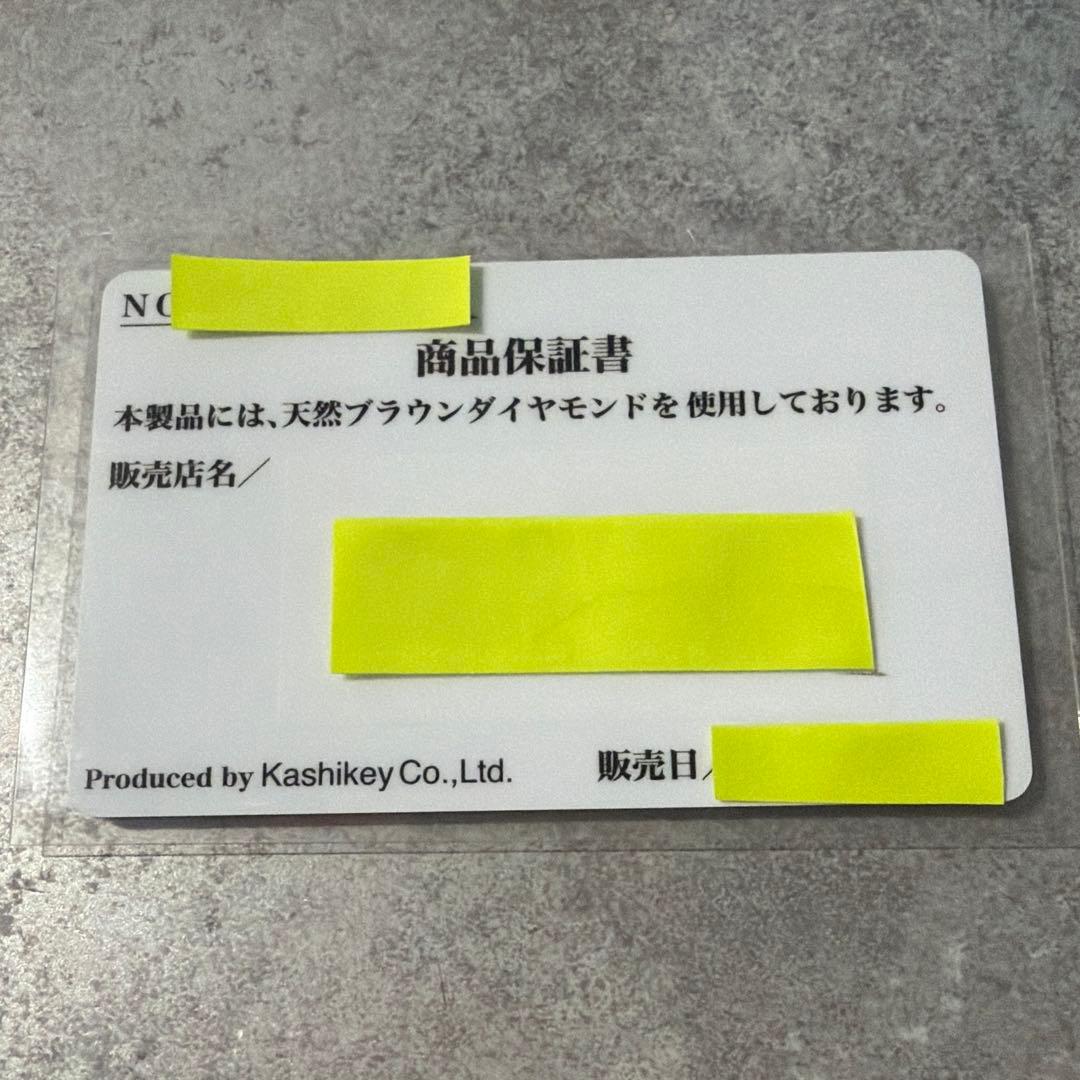 NO
商品保証書
本製品には、天然ブラウンダイヤモンドを使用しております。
販売店名／
Produced by Kashikey Co.,Ltd.
販売日／